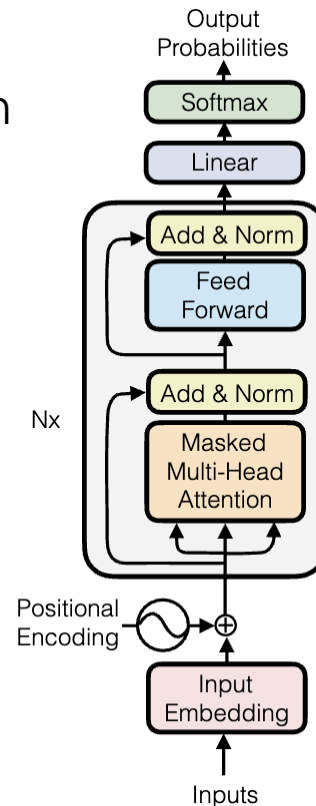 Output
Probabilities
n
Softmax
Linear
Add & Norm
Feed
Forward
Add & Norm
Nx
Masked
Multi-Head
Attention
Positional
Encoding
Input
Embedding
Inputs